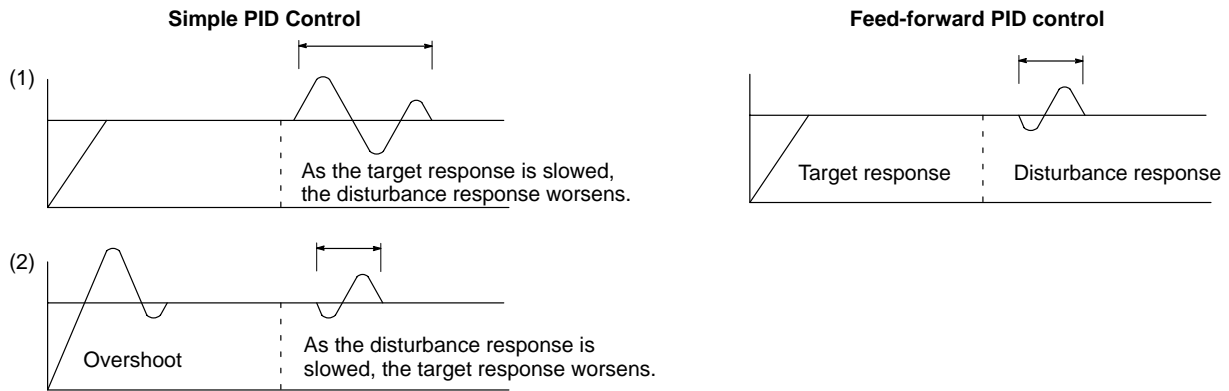 Simple PID Control
(1)
As the target response is slowed,
the disturbance response worsens.
(2)
Overshoot
As the disturbance response is
slowed, the target response worsens.
Feed-forward PID control
Target response
Disturbance response